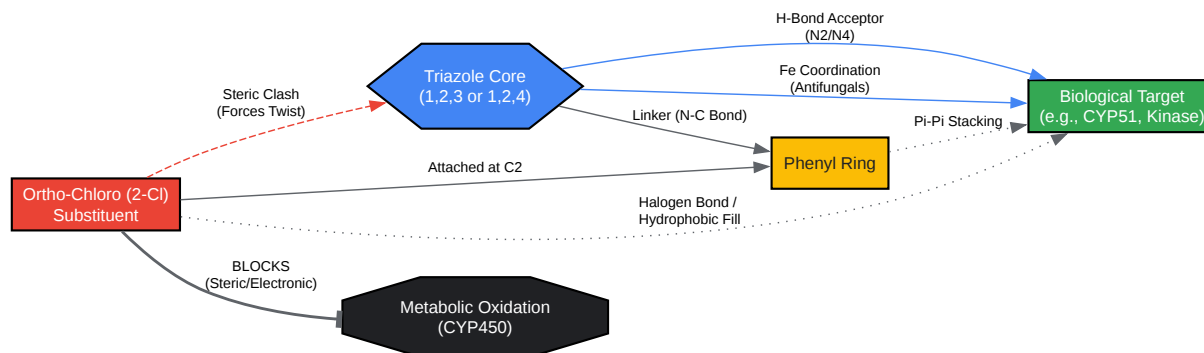 H-Bond Acceptor
(N2/N4)
Triazole Core
(1,2,3 or 1,2,4)
Fe Coordination
(Antifungals)
Biological Target
(e.g., CYP51, Kinase)
Steric Clash
(Forces Twist)
Linker (N-C Bond)
Pi-Pi Stacking
Phenyl Ring
Attached at C2
Ortho-Chloro (2-Cl)
Substituent
Halogen Bond /
Hydrophobic Fill
BLOCKS
(Steric/Electronic)
Metabolic Oxidation
(CYP450)